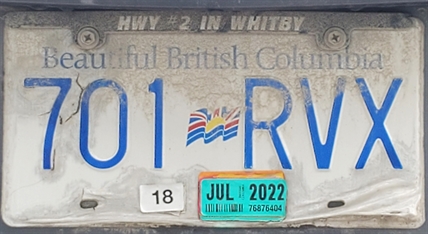 HWY #2 IN WHITBY
Beautiful British Columbia
701 RVX
18
JUL 2022
76876404